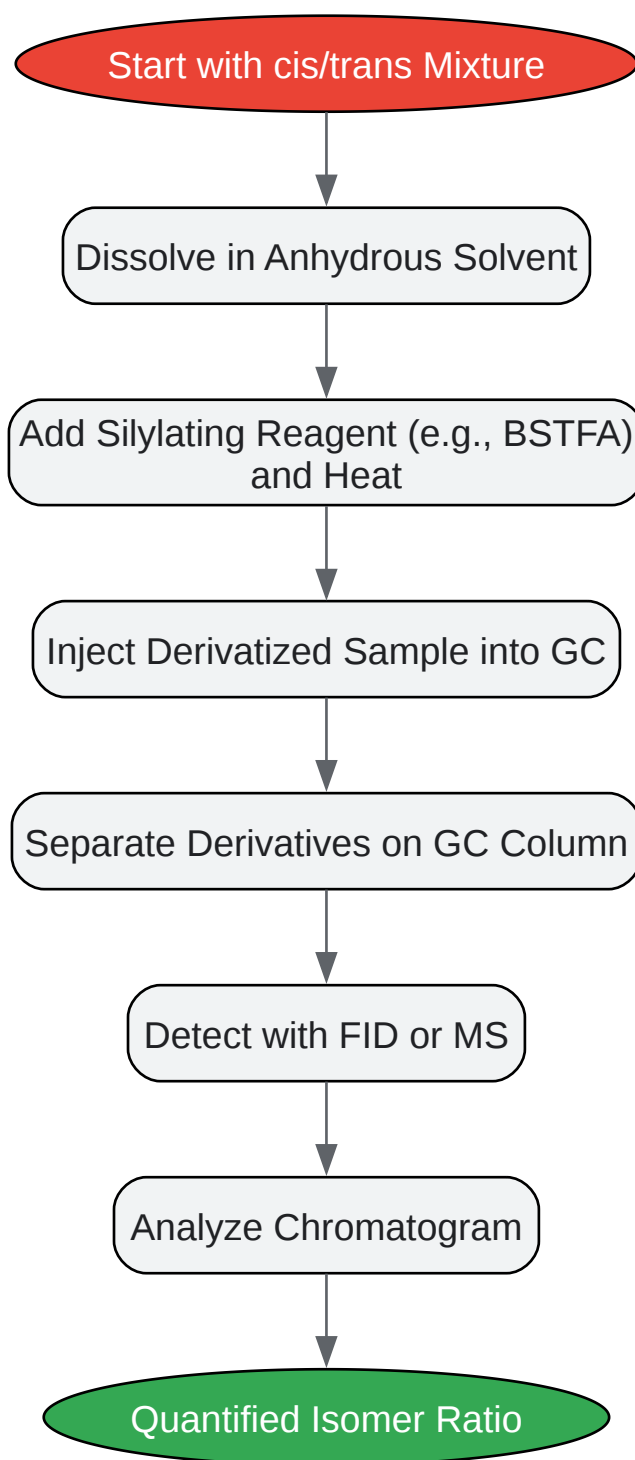 Start with cis/trans Mixture
Dissolve in Anhydrous Solvent
Add Silylating Reagent (e.g., BSTFA)
and Heat
Inject Derivatized Sample into GC
Separate Derivatives on GC Column
Detect with FID or MS
Analyze Chromatogram
Quantified Isomer Ratio